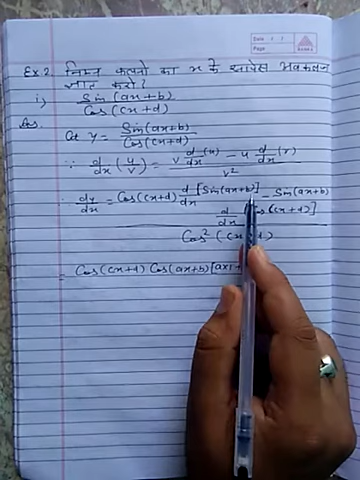 Date / /
Page
Ex 2. निम्न फलनो का x के सापेक्ष अवकलन
ज्ञात करो?
i) Sin(ax+b) / Cos(cx+d)
Ans.
let y = Sin(ax+b) / Cos(cx+d)
∵ d/dx (u/v) = v d/dx (u) - u d/dx (v) / v²
∴ dy/dx = Cos(cx+d) d/dx [Sin(ax+b)] - Sin(ax+b)
d/dx (cx+d)]
Cos² (cx+d)
= Cos(cx+d) Cos(ax+b) [ax1+